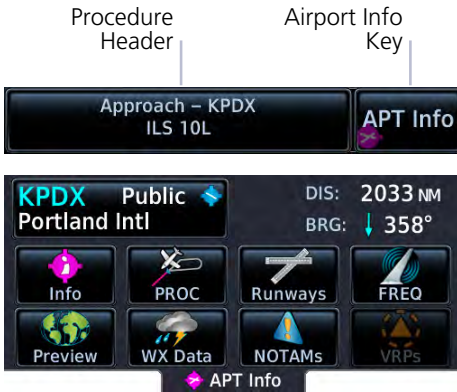 Procedure Header
Airport Info Key
Approach – KPDX
ILS 10L
APT Info
KPDX Public
Portland Intl
DIS: 2033 NM
BRG: 358°
Info
PROC
Runways
FREQ
Preview
WX Data
NOTAMs
VRPs
APT Info